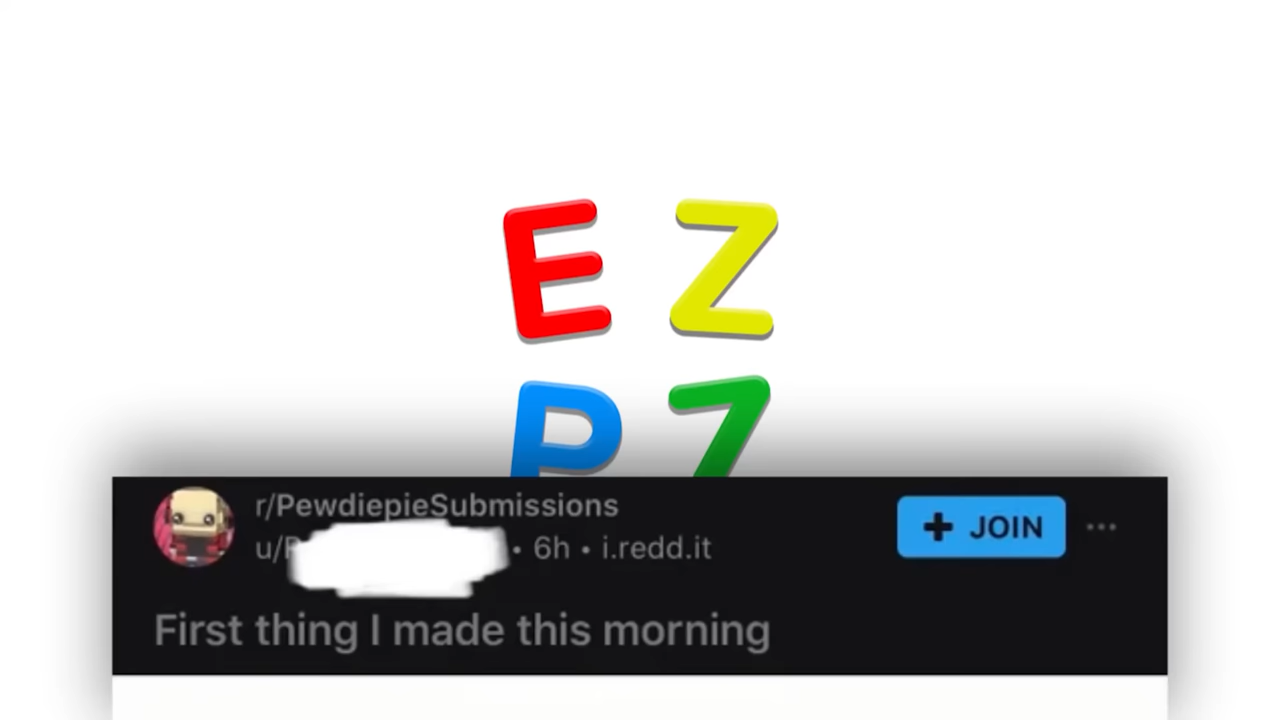 E Z
P Z
r/PewdiepieSubmissions
u/ • 6h • i.redd.it
+ JOIN ...
First thing I made this morning